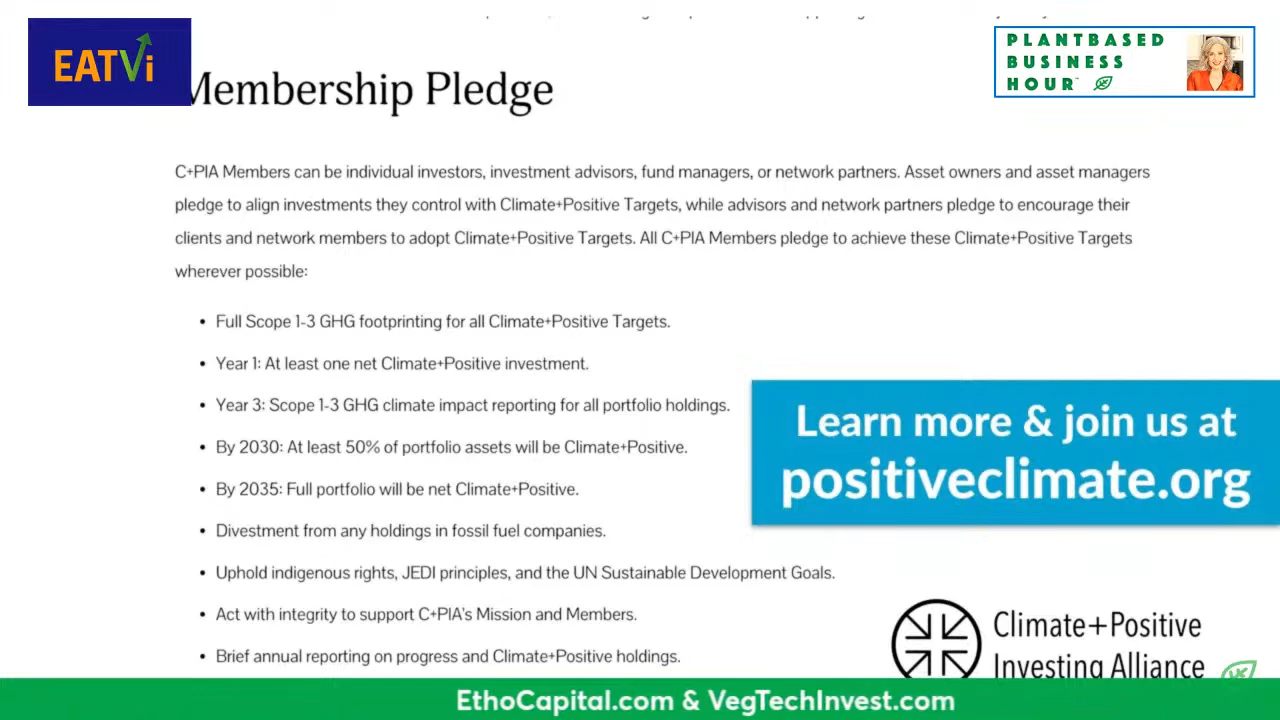 EATVi
PLANTBASED
BUSINESS
HOUR™
Membership Pledge
C+PIA Members can be individual investors, investment advisors, fund managers, or network partners. Asset owners and asset managers
pledge to align investments they control with Climate+Positive Targets, while advisors and network partners pledge to encourage their
clients and network members to adopt Climate+Positive Targets. All C+PIA Members pledge to achieve these Climate+Positive Targets
wherever possible:
• Full Scope 1-3 GHG footprinting for all Climate+Positive Targets.
• Year 1: At least one net Climate+Positive investment.
• Year 3: Scope 1-3 GHG climate impact reporting for all portfolio holdings.
• By 2030: At least 50% of portfolio assets will be Climate+Positive.
• By 2035: Full portfolio will be net Climate+Positive.
• Divestment from any holdings in fossil fuel companies.
• Uphold indigenous rights, JEDI principles, and the UN Sustainable Development Goals.
• Act with integrity to support C+PIA's Mission and Members.
• Brief annual reporting on progress and Climate+Positive holdings.
Learn more & join us at
positiveclimate.org
Climate+Positive
Investing Alliance
EthoCapital.com & VegTechInvest.com